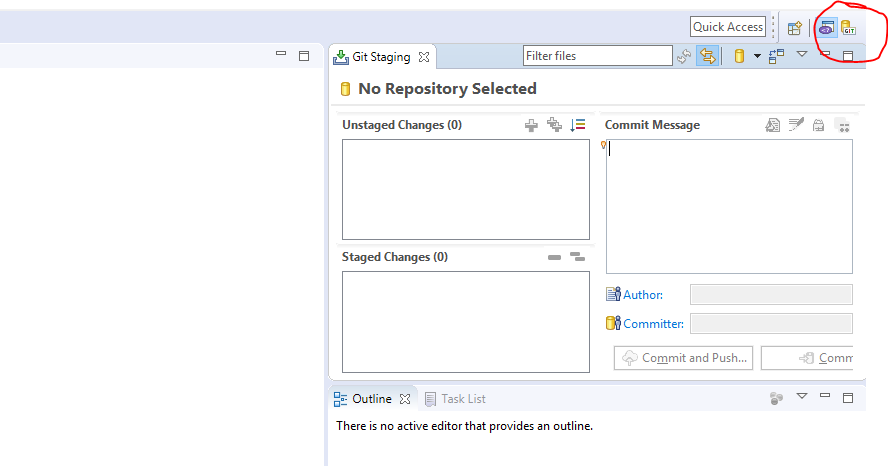 Quick Access
GIT
Git Staging
Filter files
No Repository Selected
Unstaged Changes (0)
Commit Message
Staged Changes (0)
Author:
Committer:
Commit and Push...
Comm
Outline
Task List
There is no active editor that provides an outline.